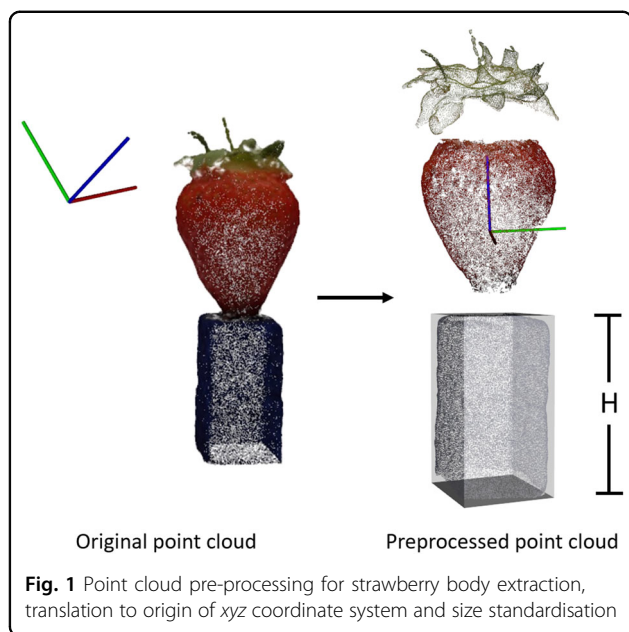 H
Original point cloud
Preprocessed point cloud
Fig. 1 Point cloud pre-processing for strawberry body extraction,
translation to origin of xyz coordinate system and size standardisation